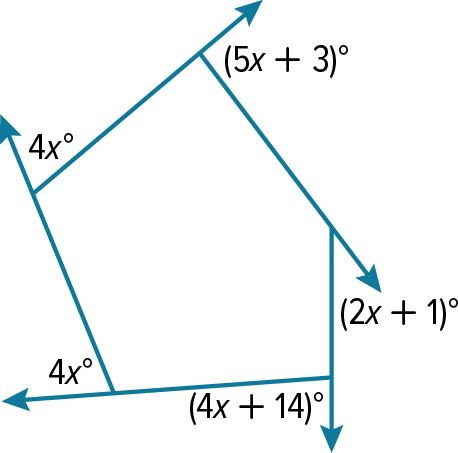 (5x + 3)°
4x°
(2x + 1)°
4x°
(4x + 14)°